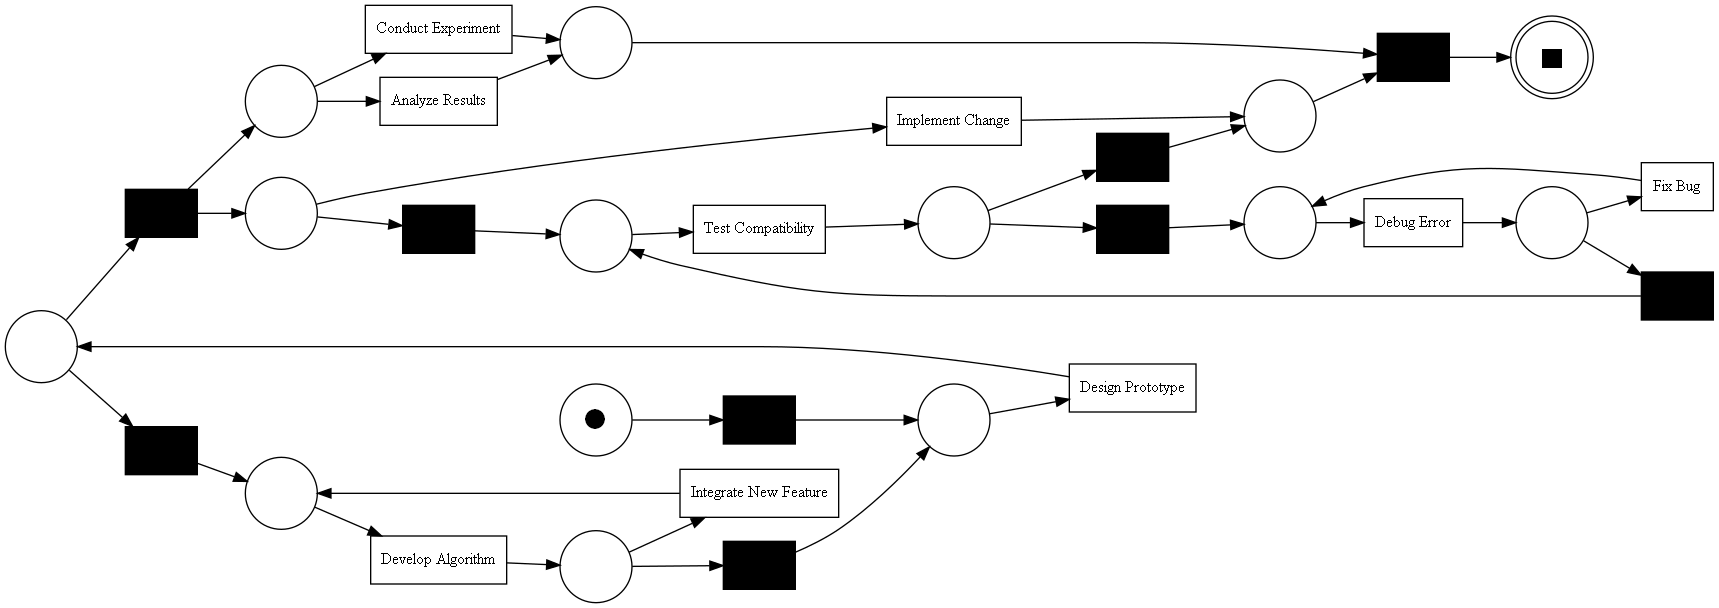 Conduct Experiment
Analyze Results
Implement Change
Fix Bug
Test Compatibility
Debug Error
Design Prototype
Integrate New Feature
Develop Algorithm